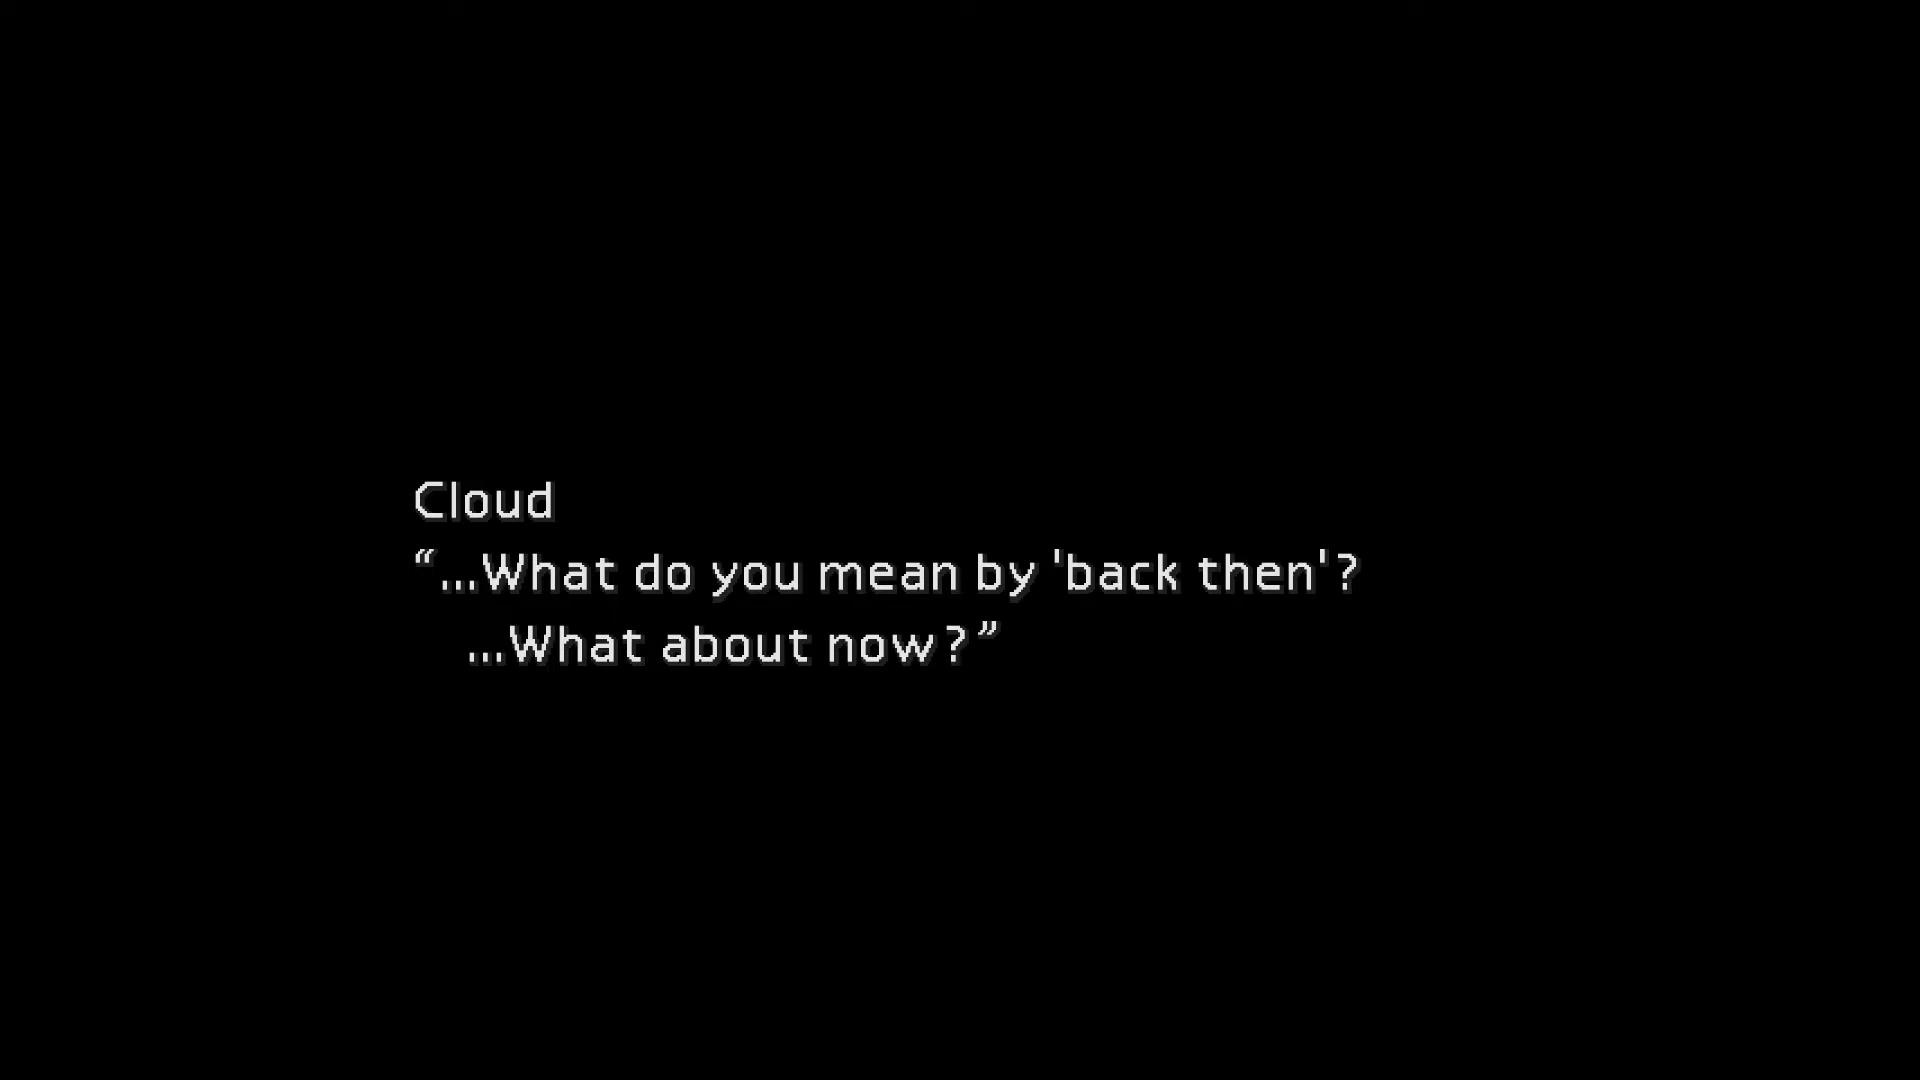 Cloud
“...What do you mean by 'back then'?
...What about now?”